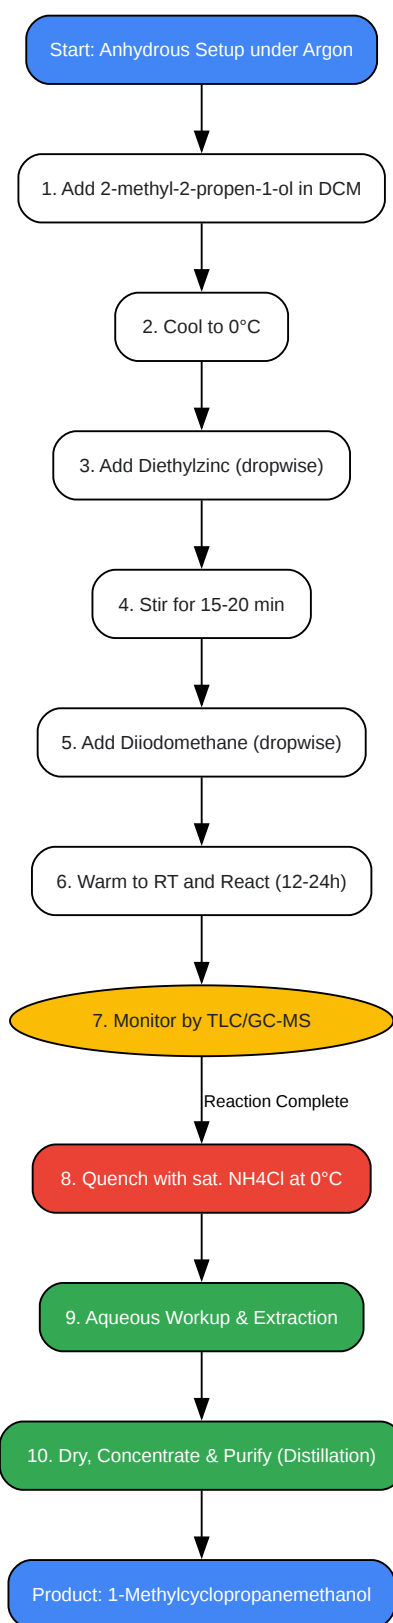 Start: Anhydrous Setup under Argon
1. Add 2-methyl-2-propen-1-ol in DCM
2. Cool to 0°C
3. Add Diethylzinc (dropwise)
4. Stir for 15-20 min
5. Add Diiodomethane (dropwise)
6. Warm to RT and React (12-24h)
7. Monitor by TLC/GC-MS
Reaction Complete
8. Quench with sat. NH4Cl at 0°C
9. Aqueous Workup & Extraction
10. Dry, Concentrate & Purify (Distillation)
Product: 1-Methylcyclopropanemethanol